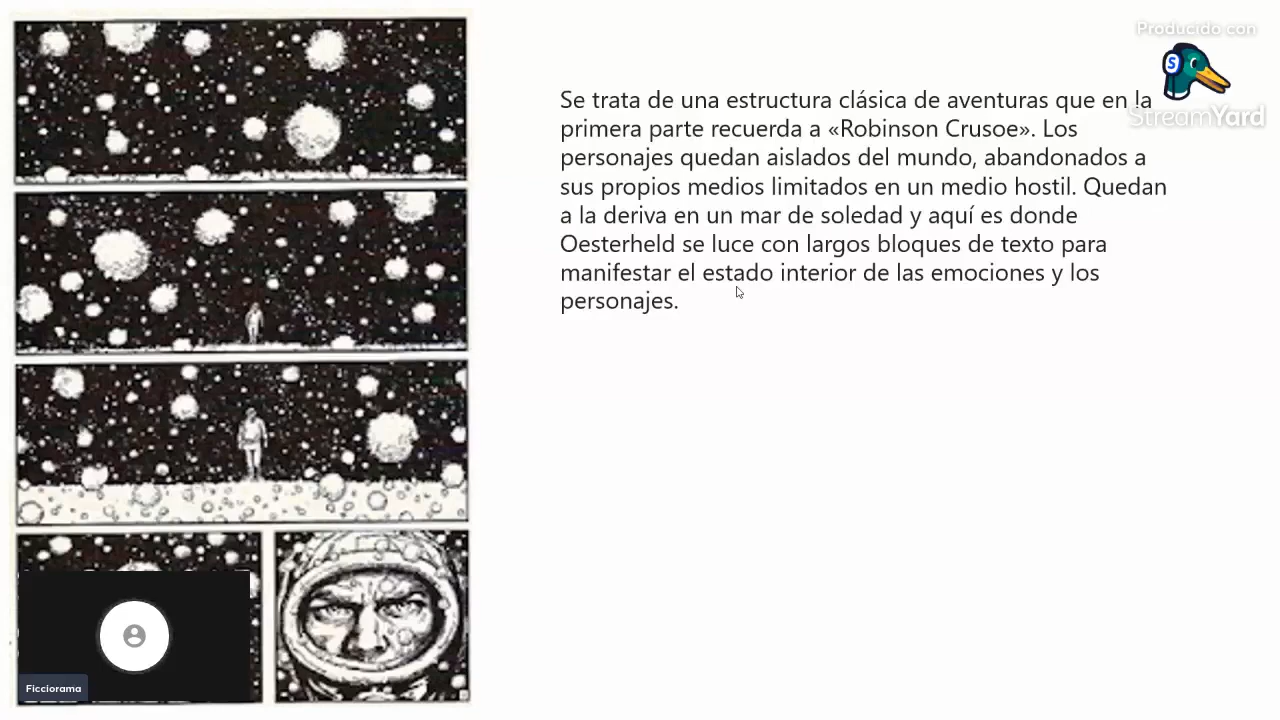 Producido con
StreamYard
Se trata de una estructura clásica de aventuras que en la
primera parte recuerda a «Robinson Crusoe». Los
personajes quedan aislados del mundo, abandonados a
sus propios medios limitados en un medio hostil. Quedan
a la deriva en un mar de soledad y aquí es donde
Oesterheld se luce con largos bloques de texto para
manifestar el estado interior de las emociones y los
personajes.
Ficciorama